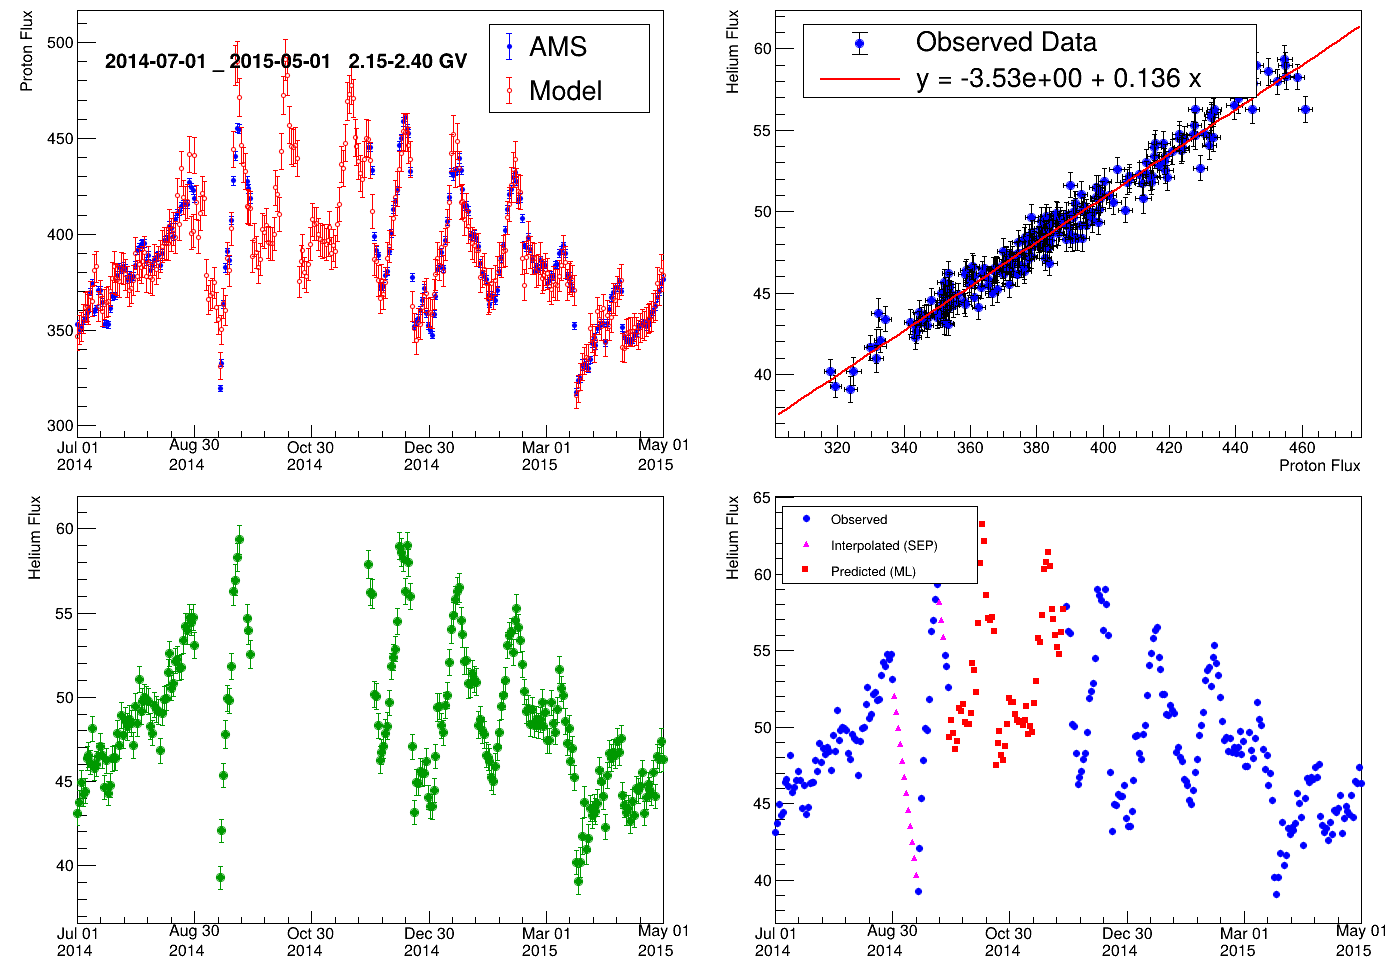 Proton Flux
500
450
400
350
300
2014-07-01 _ 2015-05-01 2.15-2.40 GV
AMS
Model
Jul 01
2014
Aug 30
2014
Oct 30
2014
Dec 30
2014
Mar 01
2015
May 01
2015
Helium Flux
60
55
50
45
40
Observed Data
y = -3.53e+00 + 0.136 x
320 340 360 380 400 420 440 460
Proton Flux
Helium Flux
60
55
50
45
40
Jul 01
2014
Aug 30
2014
Oct 30
2014
Dec 30
2014
Mar 01
2015
May 01
2015
Helium Flux
65
60
55
50
45
40
Observed
Interpolated (SEP)
Predicted (ML)
Jul 01
2014
Aug 30
2014
Oct 30
2014
Dec 30
2014
Mar 01
2015
May 01
2015